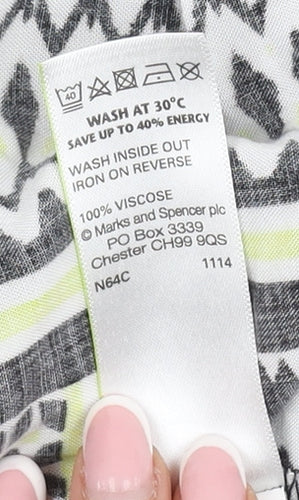 40
WASH AT 30°C
SAVE UP TO 40% ENERGY
WASH INSIDE OUT
IRON ON REVERSE
100% VISCOSE
© Marks and Spencer plc
PO Box 3339
Chester CH99 9QS
N64C 1114